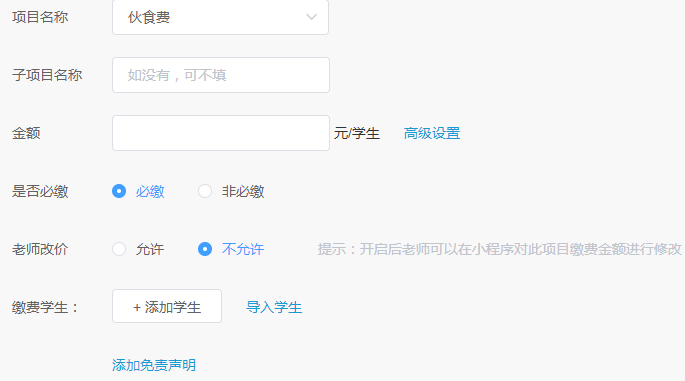 项目名称 伙食费
子项目名称 如没有，可不填
金额 元/学生 高级设置
是否必缴 必缴 非必缴
老师改价 允许 不允许 提示：开启后老师可以在小程序对此项目缴费金额进行修改
缴费学生： + 添加学生 导入学生
添加免责声明